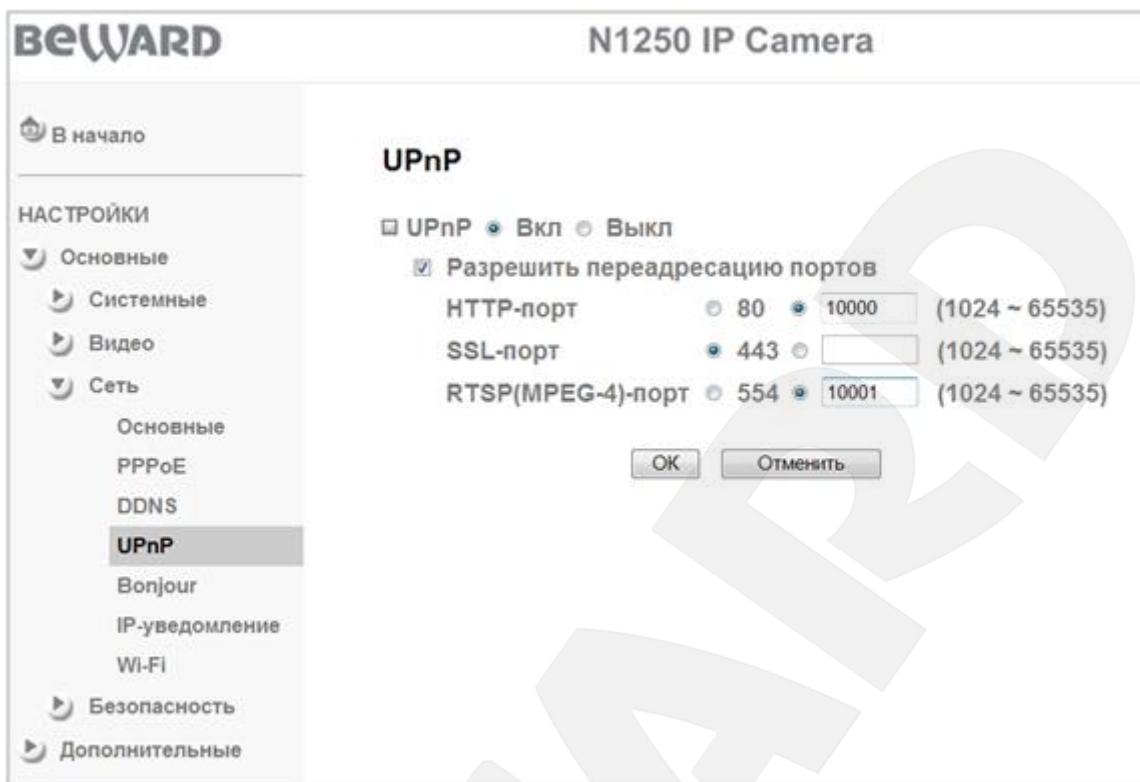 BEWARD
N1250 IP Camera
В начало
НАСТРОЙКИ
Основные
Системные
Видео
Сеть
Основные
PPPoE
DDNS
UPnP
Bonjour
IP-уведомление
Wi-Fi
Безопасность
Дополнительные
UPnP
UPnP Вкл Выкл
Разрешить переадресацию портов
HTTP-порт 80 10000 (1024 ~ 65535)
SSL-порт 443 (1024 ~ 65535)
RTSP(MPEG-4)-порт 554 10001 (1024 ~ 65535)
OK Отменить